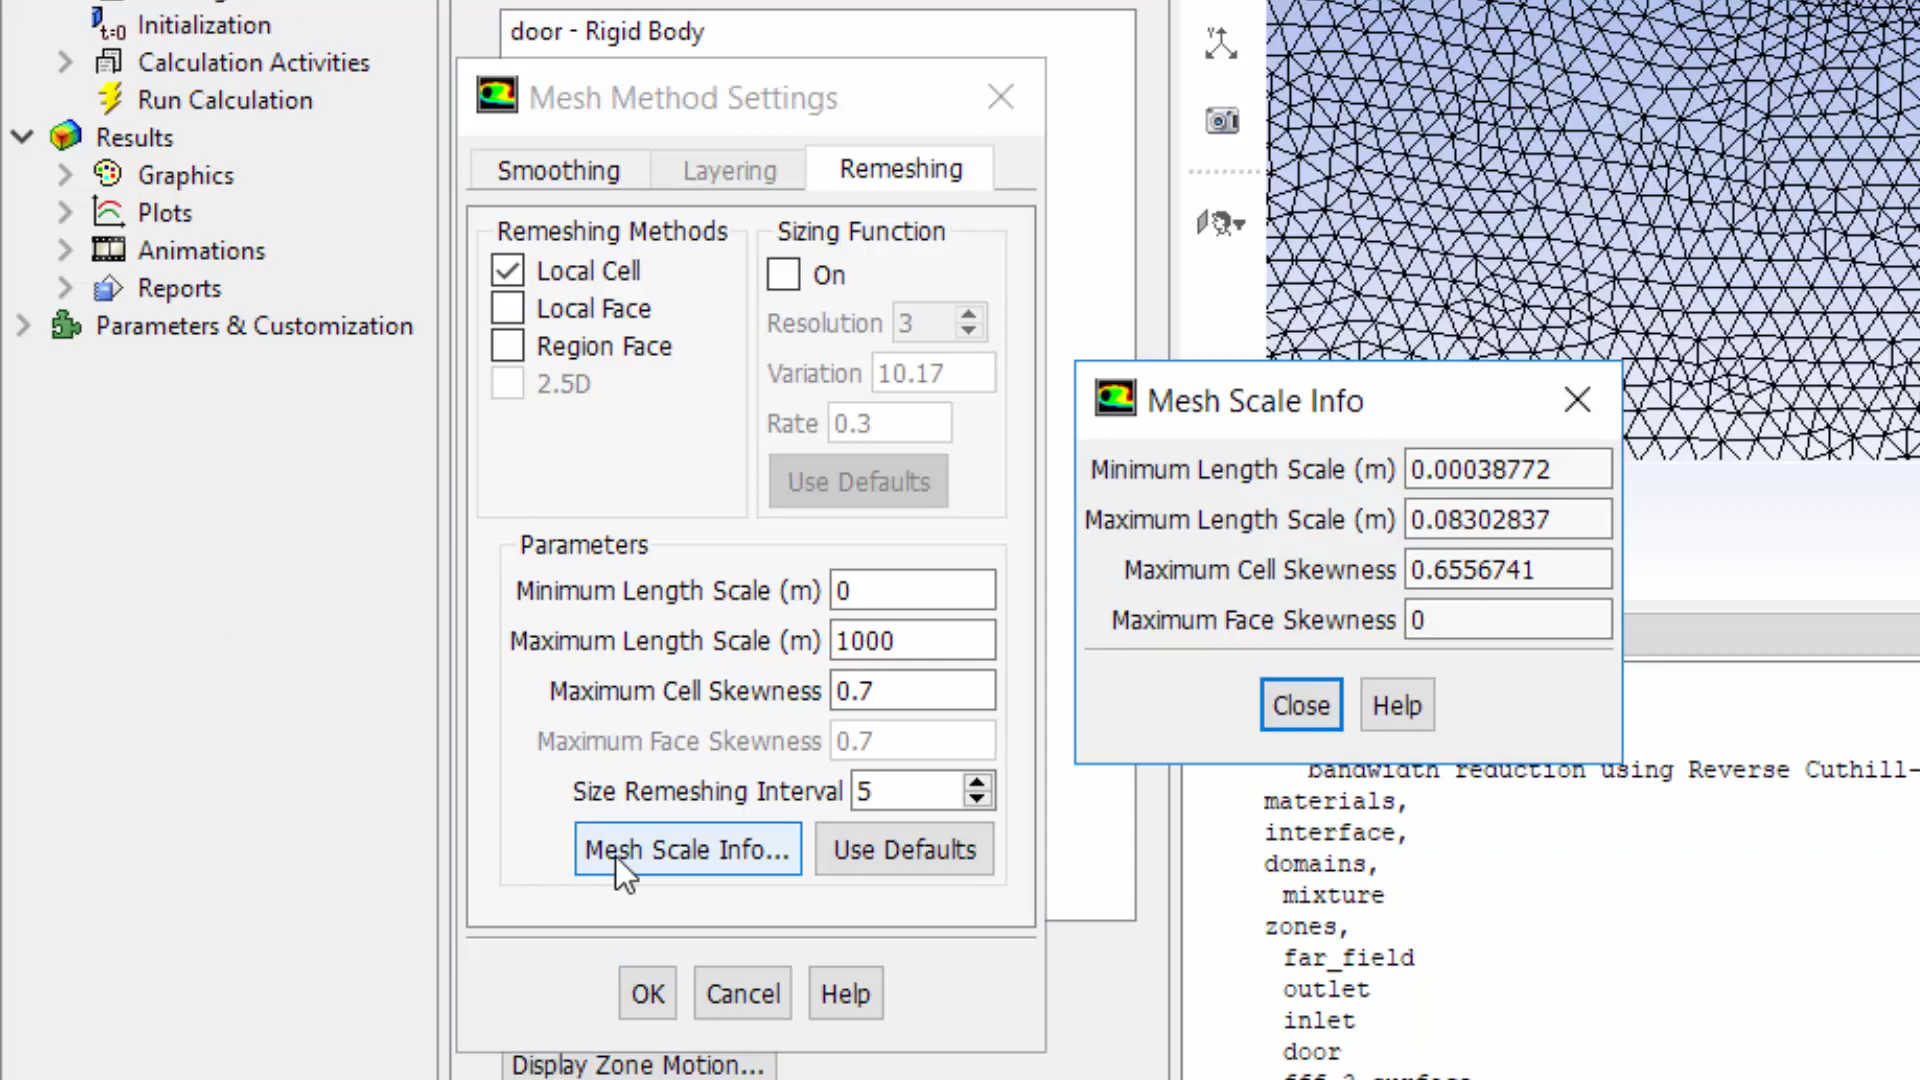 Initialization
Calculation Activities
Run Calculation
Results
Graphics
Plots
Animations
Reports
Parameters & Customization
door - Rigid Body
Mesh Method Settings
Smoothing
Layering
Remeshing
Remeshing Methods
Local Cell
Local Face
Region Face
2.5D
Sizing Function
On
Resolution 3
Variation 10.17
Rate 0.3
Use Defaults
Parameters
Minimum Length Scale (m) 0
Maximum Length Scale (m) 1000
Maximum Cell Skewness 0.7
Maximum Face Skewness 0.7
Size Remeshing Interval 5
Mesh Scale Info... Use Defaults
OK Cancel Help
Display Zone Motion...
Mesh Scale Info
Minimum Length Scale (m) 0.00038772
Maximum Length Scale (m) 0.08302837
Maximum Cell Skewness 0.6556741
Maximum Face Skewness 0
Close Help
bandwidth reduction using Reverse Cuthill-
materials,
interface,
domains,
mixture
zones,
far_field
outlet
inlet
door